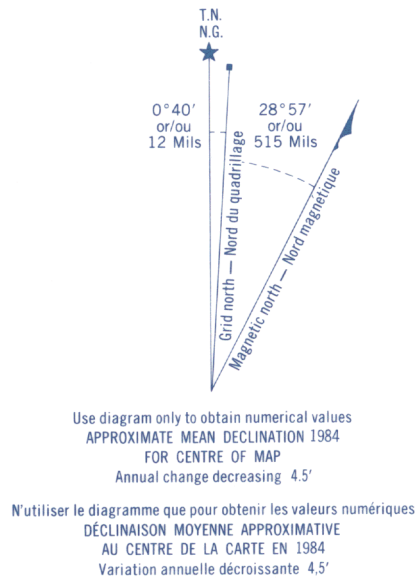 T.N.
N.G.
0°40′
or/ou
12 Mils
28°57′
or/ou
515 Mils
Grid north — Nord du quadrillage
Magnetic north — Nord magnetique
Use diagram only to obtain numerical values
APPROXIMATE MEAN DECLINATION 1984
FOR CENTRE OF MAP
Annual change decreasing 4.5′
N'utiliser le diagramme que pour obtenir les valeurs numériques
DÉCLINAISON MOYENNE APPROXIMATIVE
AU CENTRE DE LA CARTE EN 1984
Variation annuelle décroissante 4,5′